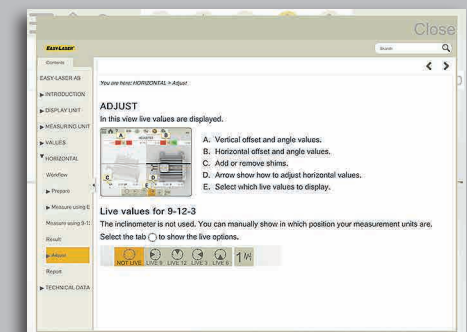 Close
EASY-LASER
Search
Contents
EASY-LASER AB
INTRODUCTION
DISPLAY UNIT
MEASURING UNIT
VALUES
HORIZONTAL
Workflow
Prepare
Measure using E
Measure using 9-1
Result
Adjust
Report
TECHNICAL DATA
You are here: HORIZONTAL > Adjust
ADJUST
In this view live values are displayed.
A. Vertical offset and angle values.
B. Horizontal offset and angle values.
C. Add or remove shims.
D. Arrow show how to adjust horizontal values.
E. Select which live values to display.
A
B
C
D
E
Live values for 9-12-3
The inclinometer is not used. You can manually show in which position your measurement units are.
Select the tab to show the live options.
NOT LIVE LIVE 9 LIVE 12 LIVE 3 LIVE 6